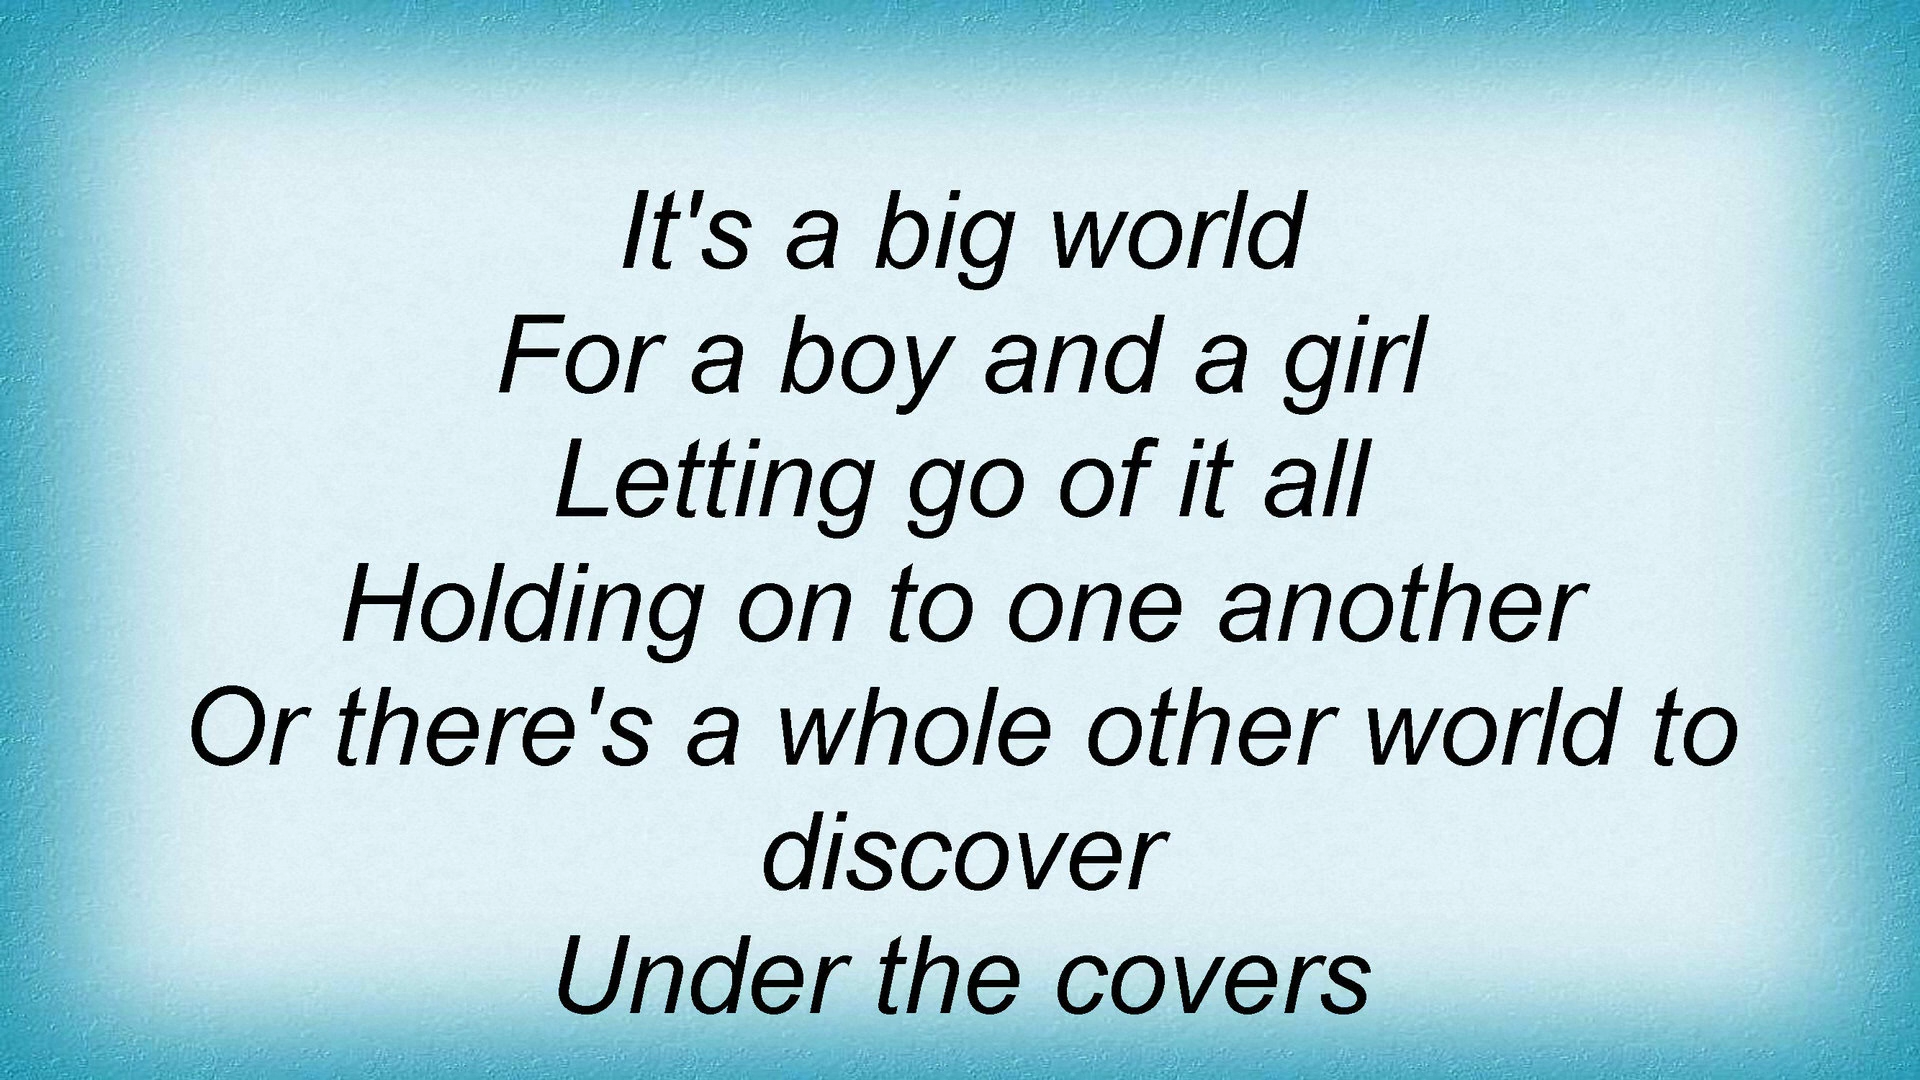 It's a big world
For a boy and a girl
Letting go of it all
Holding on to one another
Or there's a whole other world to
discover
Under the covers